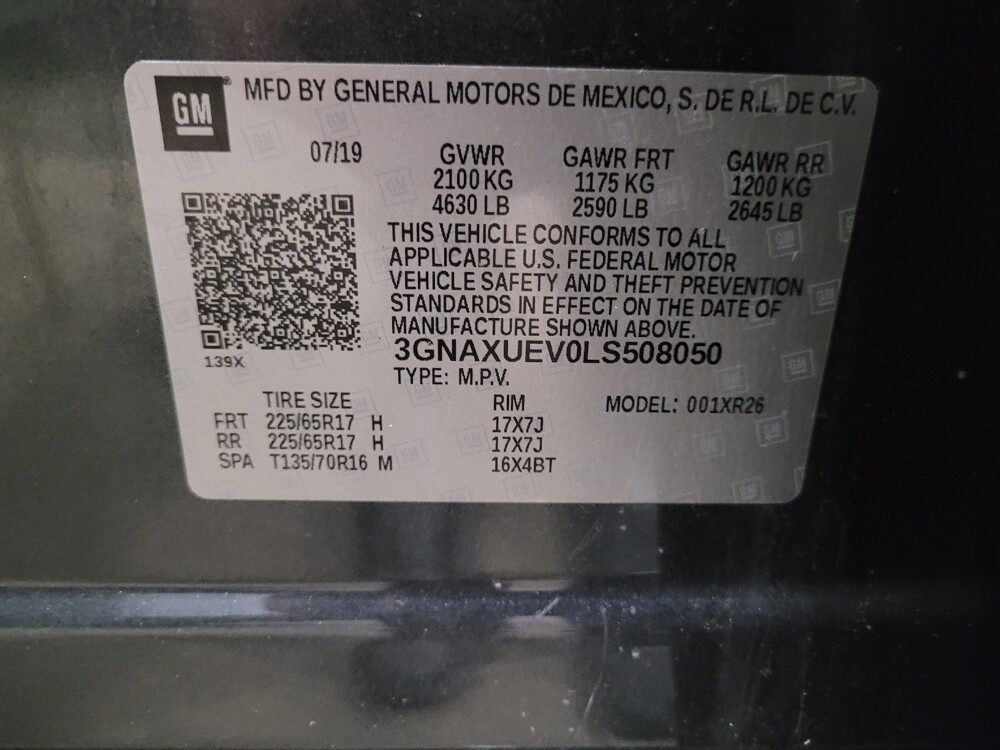 GM ® MFD BY GENERAL MOTORS DE MEXICO, S. DE R.L. DE C.V.
07/19 GVWR GAWR FRT GAWR RR
2100 KG 1175 KG 1200 KG
4630 LB 2590 LB 2645 LB
THIS VEHICLE CONFORMS TO ALL
APPLICABLE U.S. FEDERAL MOTOR
VEHICLE SAFETY AND THEFT PREVENTION
STANDARDS IN EFFECT ON THE DATE OF
MANUFACTURE SHOWN ABOVE.
3GNAXUEV0LS508050
139X
TYPE: M.P.V.
TIRE SIZE RIM MODEL: 001XR26
FRT 225/65R17 H 17X7J
RR 225/65R17 H 17X7J
SPA T135/70R16 M 16X4BT